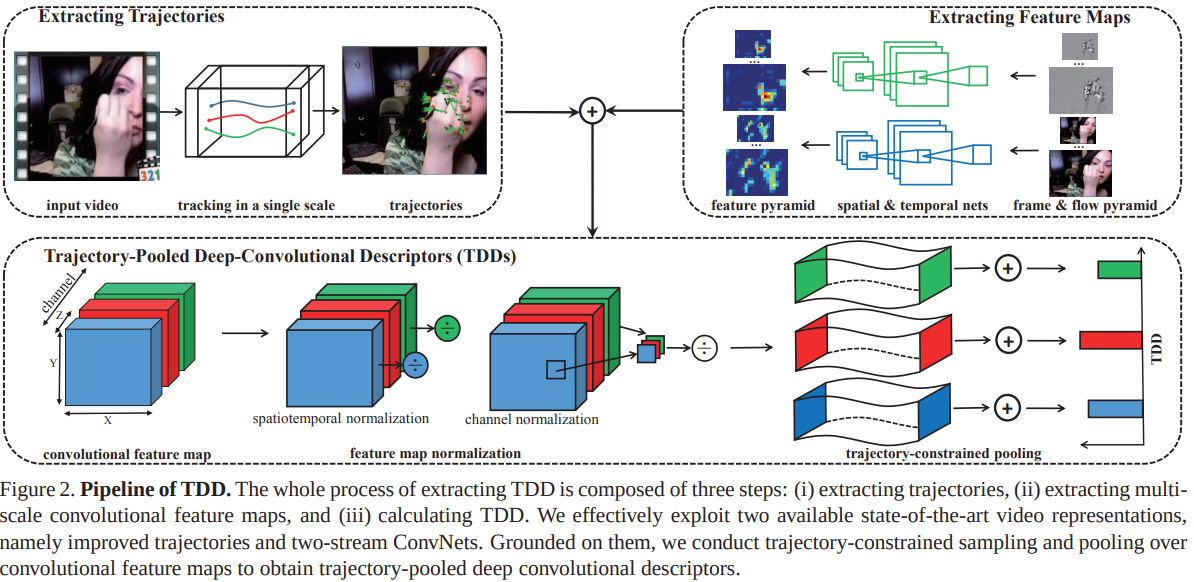 Extracting Trajectories
321
input video
tracking in a single scale
trajectories
+
Extracting Feature Maps
...
...
...
...
feature pyramid
spatial & temporal nets
frame & flow pyramid
Trajectory-Pooled Deep-Convolutional Descriptors (TDDs)
channel
Z
Y
X
convolutional feature map
÷
÷
spatiotemporal normalization
÷
channel normalization
feature map normalization
+
+
+
trajectory-constrained pooling
TDD
Figure 2. Pipeline of TDD. The whole process of extracting TDD is composed of three steps: (i) extracting trajectories, (ii) extracting multi-
scale convolutional feature maps, and (iii) calculating TDD. We effectively exploit two available state-of-the-art video representations,
namely improved trajectories and two-stream ConvNets. Grounded on them, we conduct trajectory-constrained sampling and pooling over
convolutional feature maps to obtain trajectory-pooled deep convolutional descriptors.